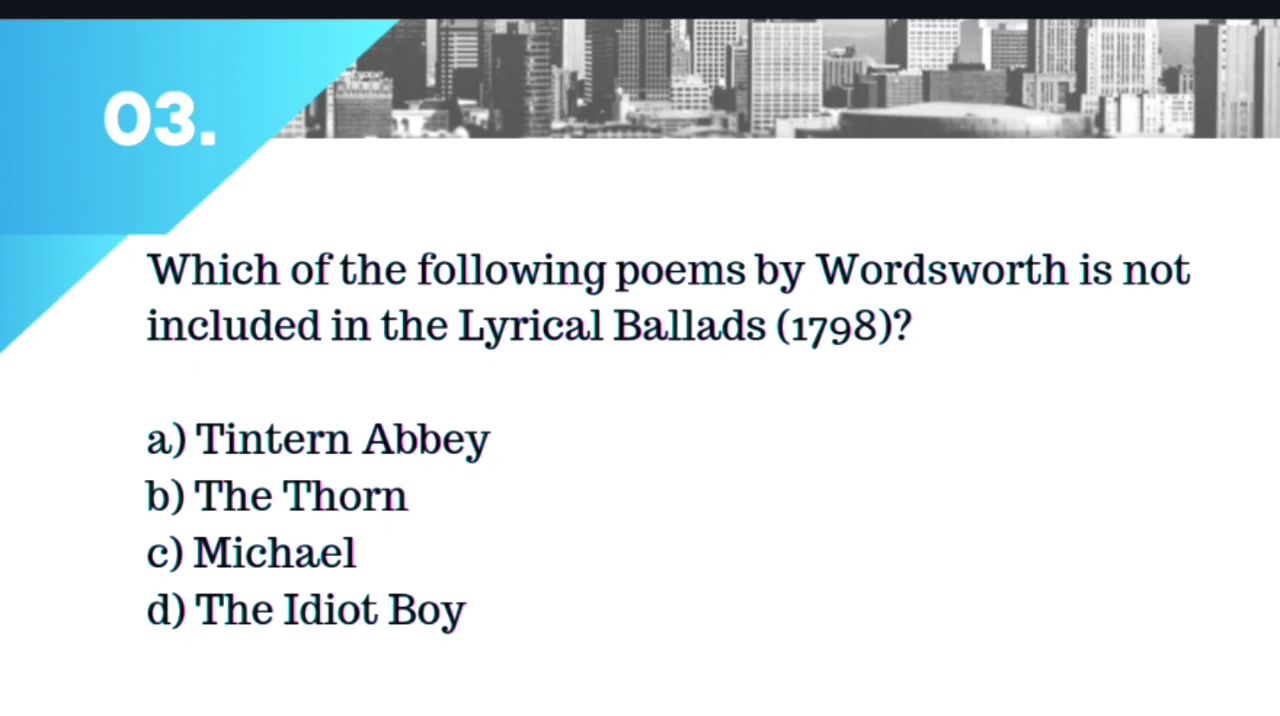 03.
Which of the following poems by Wordsworth is not
included in the Lyrical Ballads (1798)?
a) Tintern Abbey
b) The Thorn
c) Michael
d) The Idiot Boy